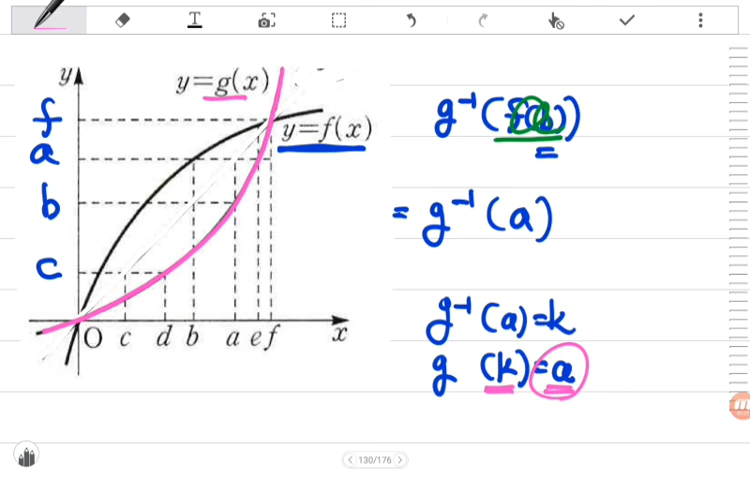 T
y
y=g(x)
y=f(x)
f
a
b
c
O c d b a e f x
g⁻¹(f(b))
= g⁻¹(a)
g⁻¹(a)=k
g (k)=a
130/176